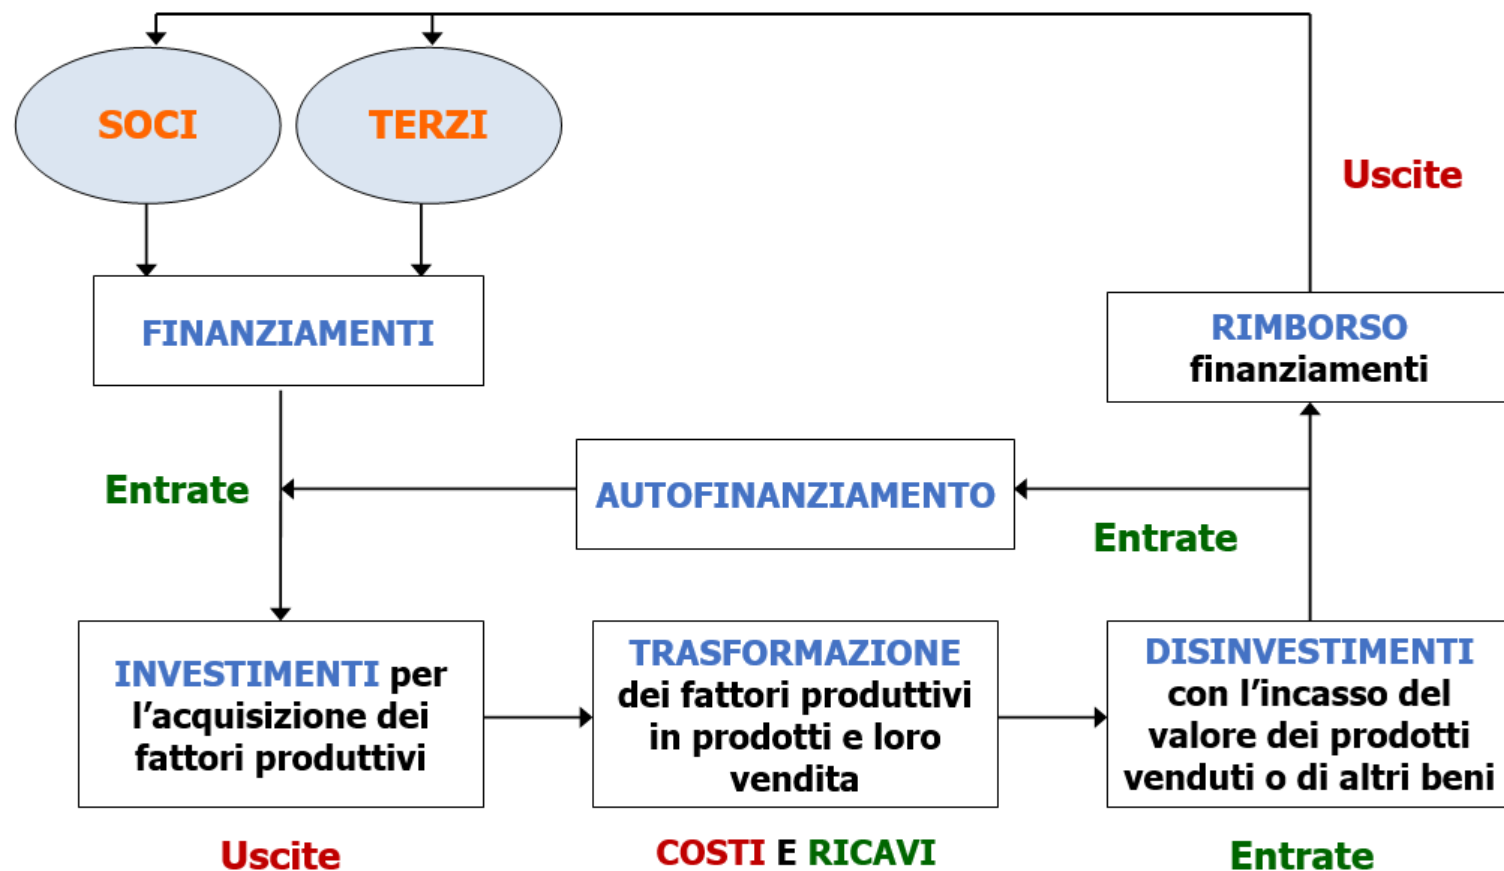 SOCI
TERZI
Uscite
FINANZIAMENTI
RIMBORSO
finanziamenti
Entrate
AUTOFINANZIAMENTO
Entrate
INVESTIMENTI per
l’acquisizione dei
fattori produttivi
TRASFORMAZIONE
dei fattori produttivi
in prodotti e loro
vendita
DISINVESTIMENTI
con l’incasso del
valore dei prodotti
venduti o di altri beni
Uscite
COSTI E RICAVI
Entrate